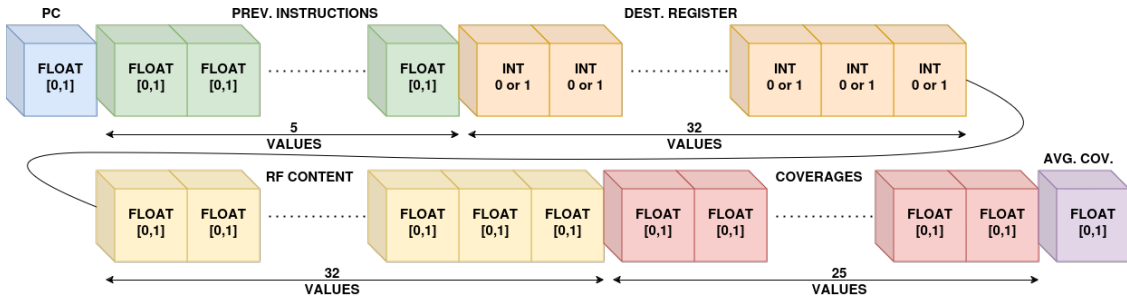 PC
PREV. INSTRUCTIONS
DEST. REGISTER
FLOAT
[0,1]
FLOAT
[0,1]
FLOAT
[0,1]
FLOAT
[0,1]
INT
0 or 1
INT
0 or 1
INT
0 or 1
INT
0 or 1
INT
0 or 1
5
VALUES
32
VALUES
RF CONTENT
COVERAGES
AVG. COV.
FLOAT
[0,1]
FLOAT
[0,1]
FLOAT
[0,1]
FLOAT
[0,1]
FLOAT
[0,1]
FLOAT
[0,1]
FLOAT
[0,1]
FLOAT
[0,1]
FLOAT
[0,1]
FLOAT
[0,1]
32
VALUES
25
VALUES